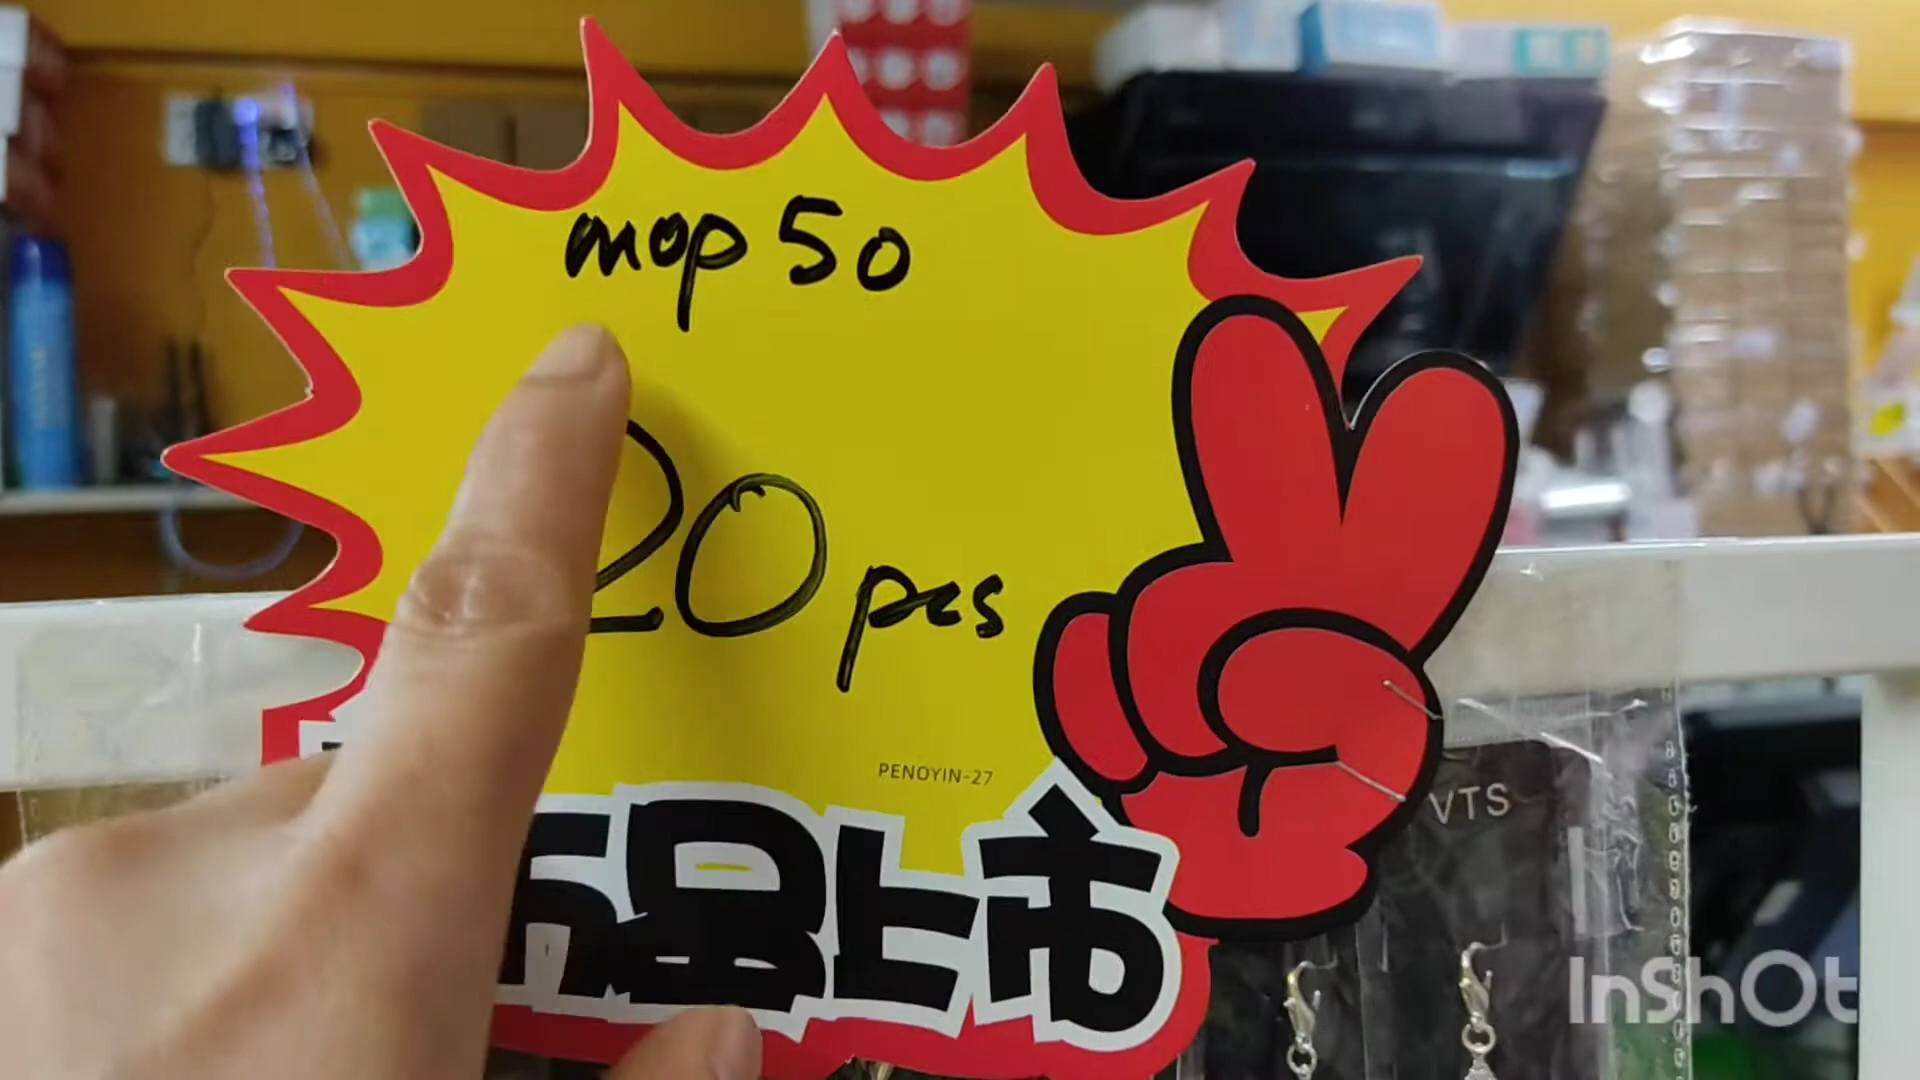 mop 50
20 pcs
PENOYIN-27
品上市
VTS
InShOt